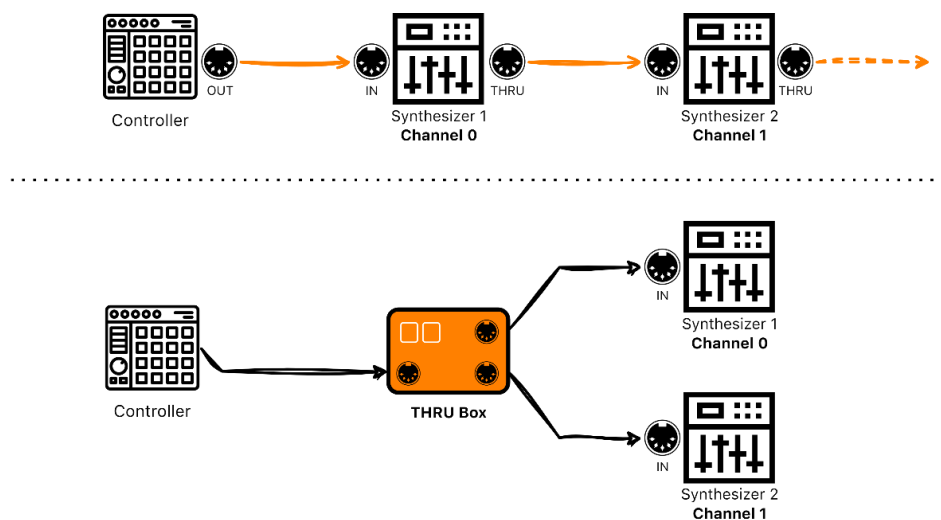 OUT
IN
THRU
IN
THRU
Controller
Synthesizer 1
Channel 0
Synthesizer 2
Channel 1
IN
Synthesizer 1
Channel 0
Controller
THRU Box
IN
Synthesizer 2
Channel 1